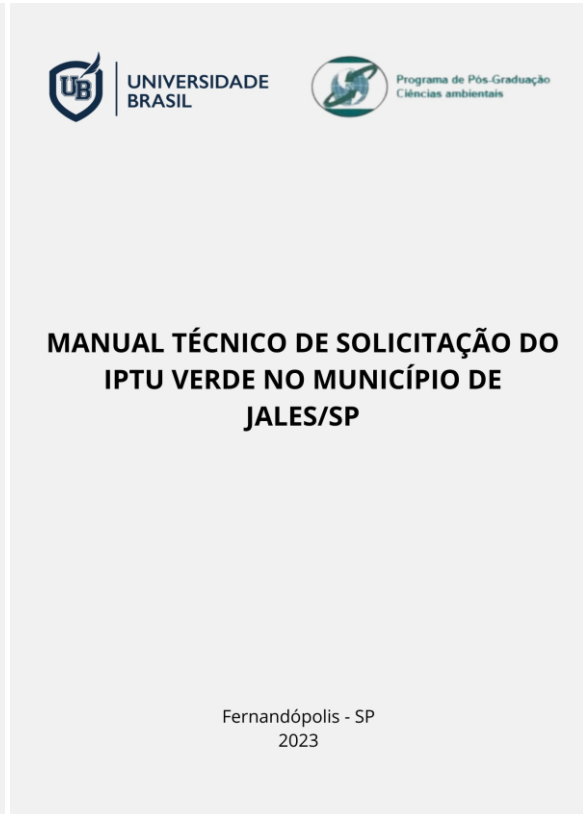 UB
UNIVERSIDADE
BRASIL
Programa de Pós-Graduação
Ciências ambientais
MANUAL TÉCNICO DE SOLICITAÇÃO DO
IPTU VERDE NO MUNICÍPIO DE
JALES/SP
Fernandópolis - SP
2023